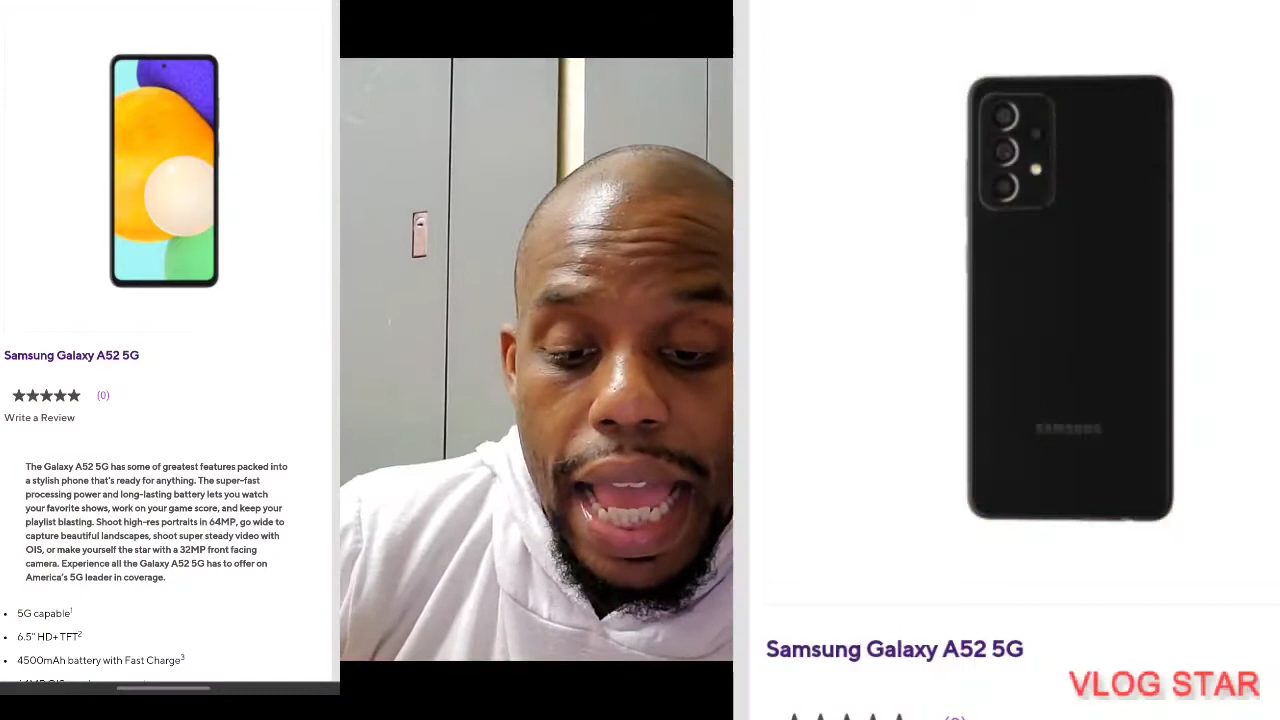 Samsung Galaxy A52 5G
(0)
Write a Review
The Galaxy A52 5G has some of greatest features packed into
a stylish phone that's ready for anything. The super-fast
processing power and long-lasting battery lets you watch
your favorite shows, work on your game score, and keep your
playlist blasting. Shoot high-res portraits in 64MP, go wide to
capture beautiful landscapes, shoot super steady video with
OIS, or make yourself the star with a 32MP front facing
camera. Experience all the Galaxy A52 5G has to offer on
America's 5G leader in coverage.
• 5G capable¹
• 6.5" HD+ TFT²
• 4500mAh battery with Fast Charge³
SAMSUNG
Samsung Galaxy A52 5G
VLOG STAR